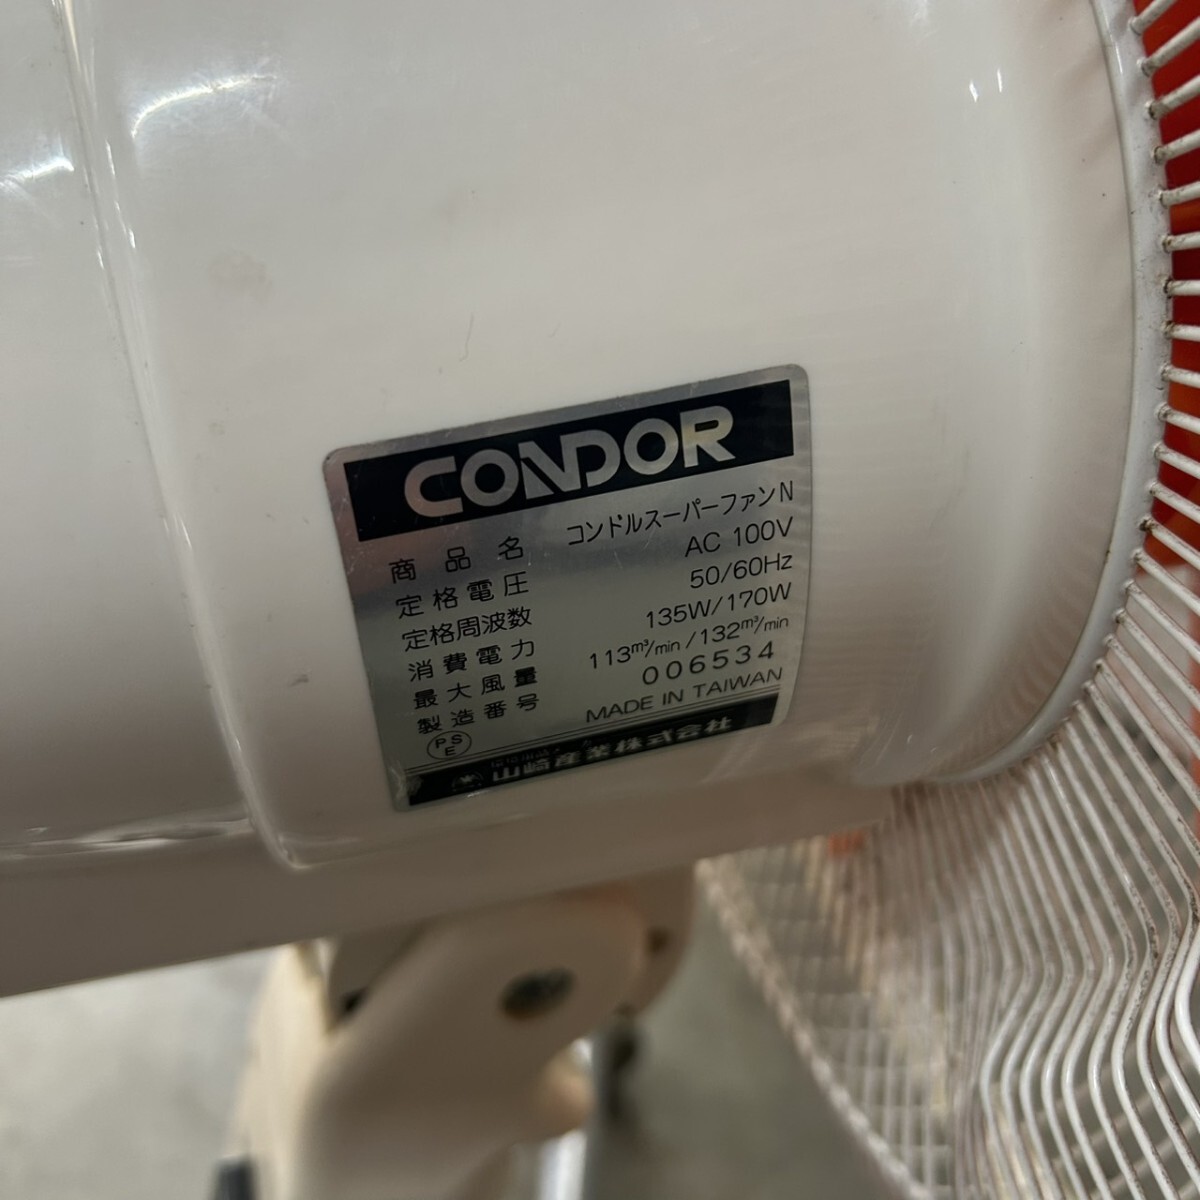 CONDOR
商品名 コンドルスーパーファンN
定格電圧 AC 100V
定格周波数 50/60Hz
消費電力 135W/170W
最大風量 113m³/min /132m³/min
製造番号 006534
PSE MADE IN TAIWAN
山崎産業株式会社